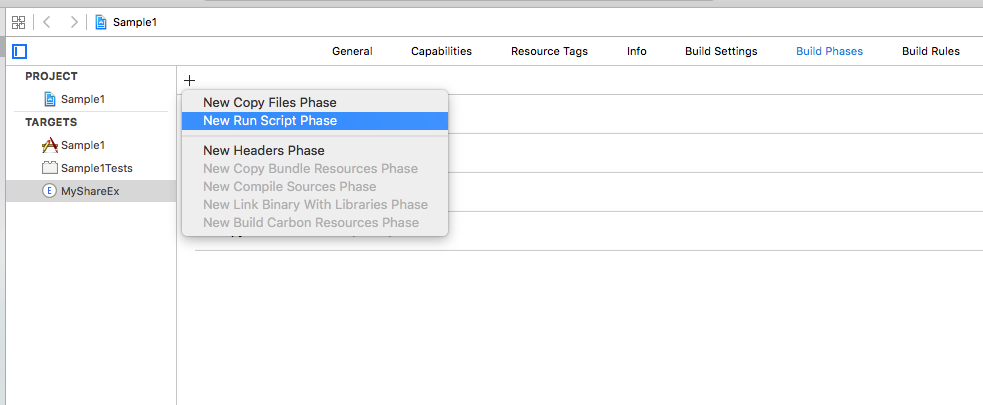 Sample1
General Capabilities Resource Tags Info Build Settings Build Phases Build Rules
PROJECT
Sample1
TARGETS
Sample1
Sample1Tests
E MyShareEx
+
New Copy Files Phase
New Run Script Phase
New Headers Phase
New Copy Bundle Resources Phase
New Compile Sources Phase
New Link Binary With Libraries Phase
New Build Carbon Resources Phase